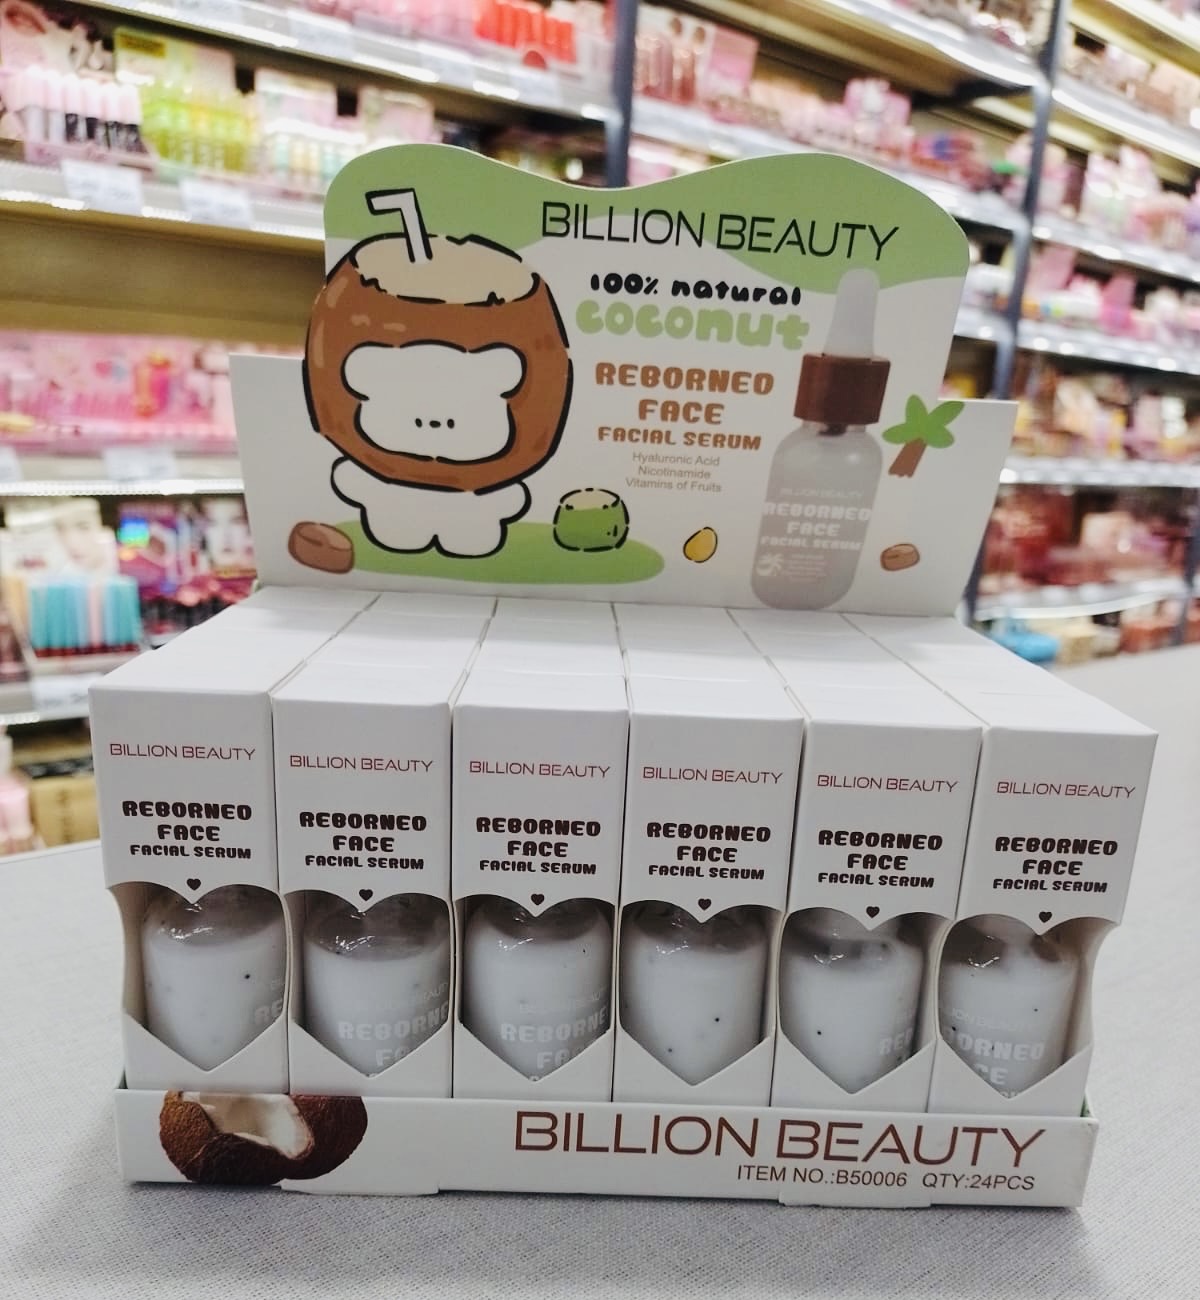 BILLION BEAUTY
100% natural
coconut
REBORNEO
FACE
FACIAL SERUM
Hyaluronic Acid
Nicotinamide
Vitamins of Fruits
BILLION BEAUTY
REBORNEO
FACE
FACIAL SERUM
BILLION BEAUTY
REBORNEO
FACE
FACIAL SERUM
BILLION BEAUTY
REBORNEO
FACE
FACIAL SERUM
BILLION BEAUTY
REBORNEO
FACE
FACIAL SERUM
BILLION BEAUTY
REBORNEO
FACE
FACIAL SERUM
BILLION BEAUTY
REBORNEO
FACE
FACIAL SERUM
BILLION BEAUTY
REBORNEO
FACE
FACIAL SERUM
BILLION BEAUTY
ITEM NO.:B50006 QTY:24PCS